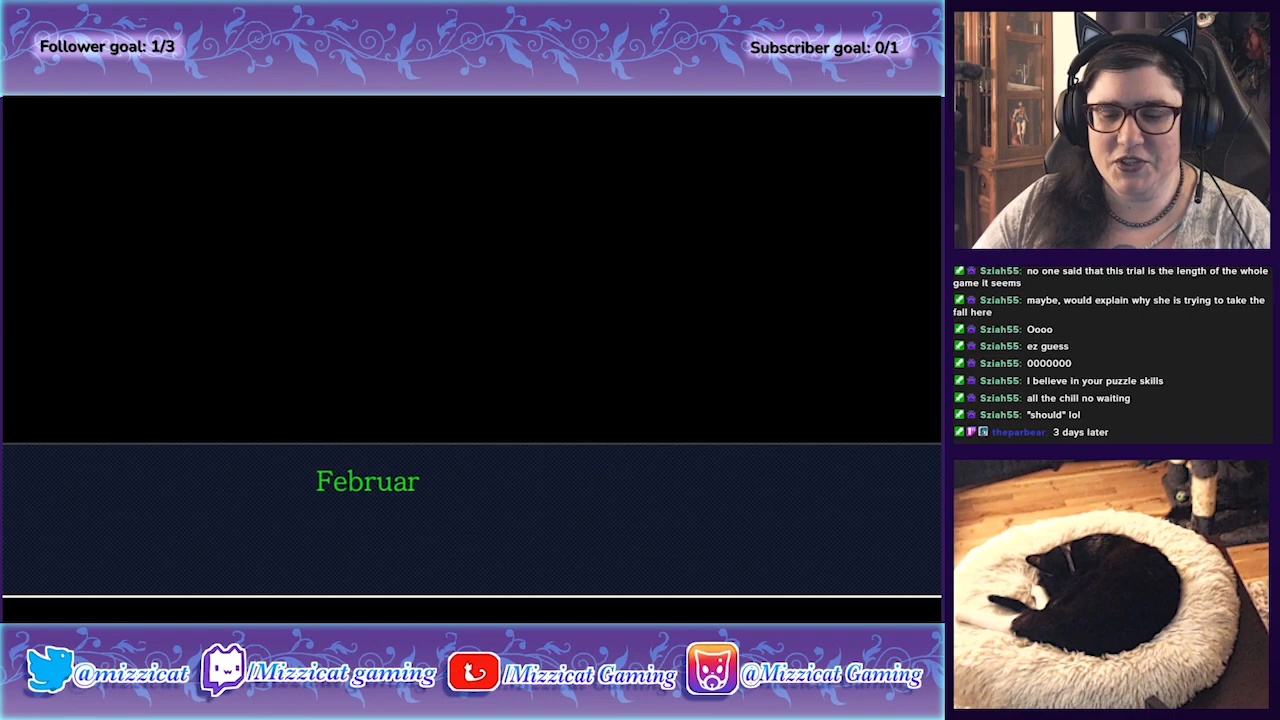 Follower goal: 1/3
Subscriber goal: 0/1
Februar
Sziah55: no one said that this trial is the length of the whole
game it seems
Sziah55: maybe, would explain why she is trying to take the
fall here
Sziah55: Oooo
Sziah55: ez guess
Sziah55: 0000000
Sziah55: I believe in your puzzle skills
Sziah55: all the chill no waiting
Sziah55: "should" lol
theparbear: 3 days later
@mizzicat
/Mizzicat gaming
/Mizzicat Gaming
@Mizzicat Gaming